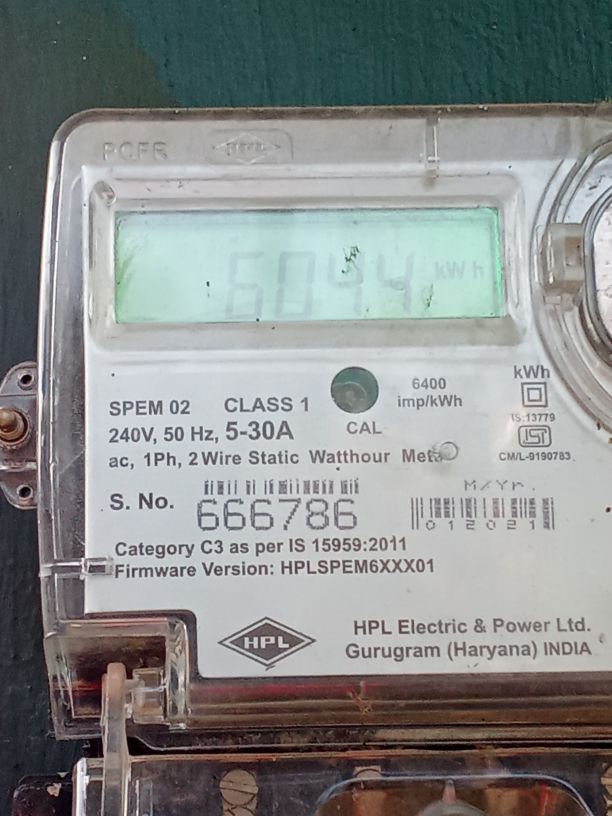 PCFR HPL
6044 kWh
kWh
6400
imp/kWh
IS:13779
SPEM 02 CLASS 1
240V, 50 Hz, 5-30A
CAL
CM/L-9190783
ac, 1Ph, 2 Wire Static Watthour
M/Yr.
S. No. 666786
012021
Category C3 as per IS 15959:2011
Firmware Version: HPLSPEM6XXX01
HPL
HPL Electric & Power Ltd.
Gurugram (Haryana) INDIA